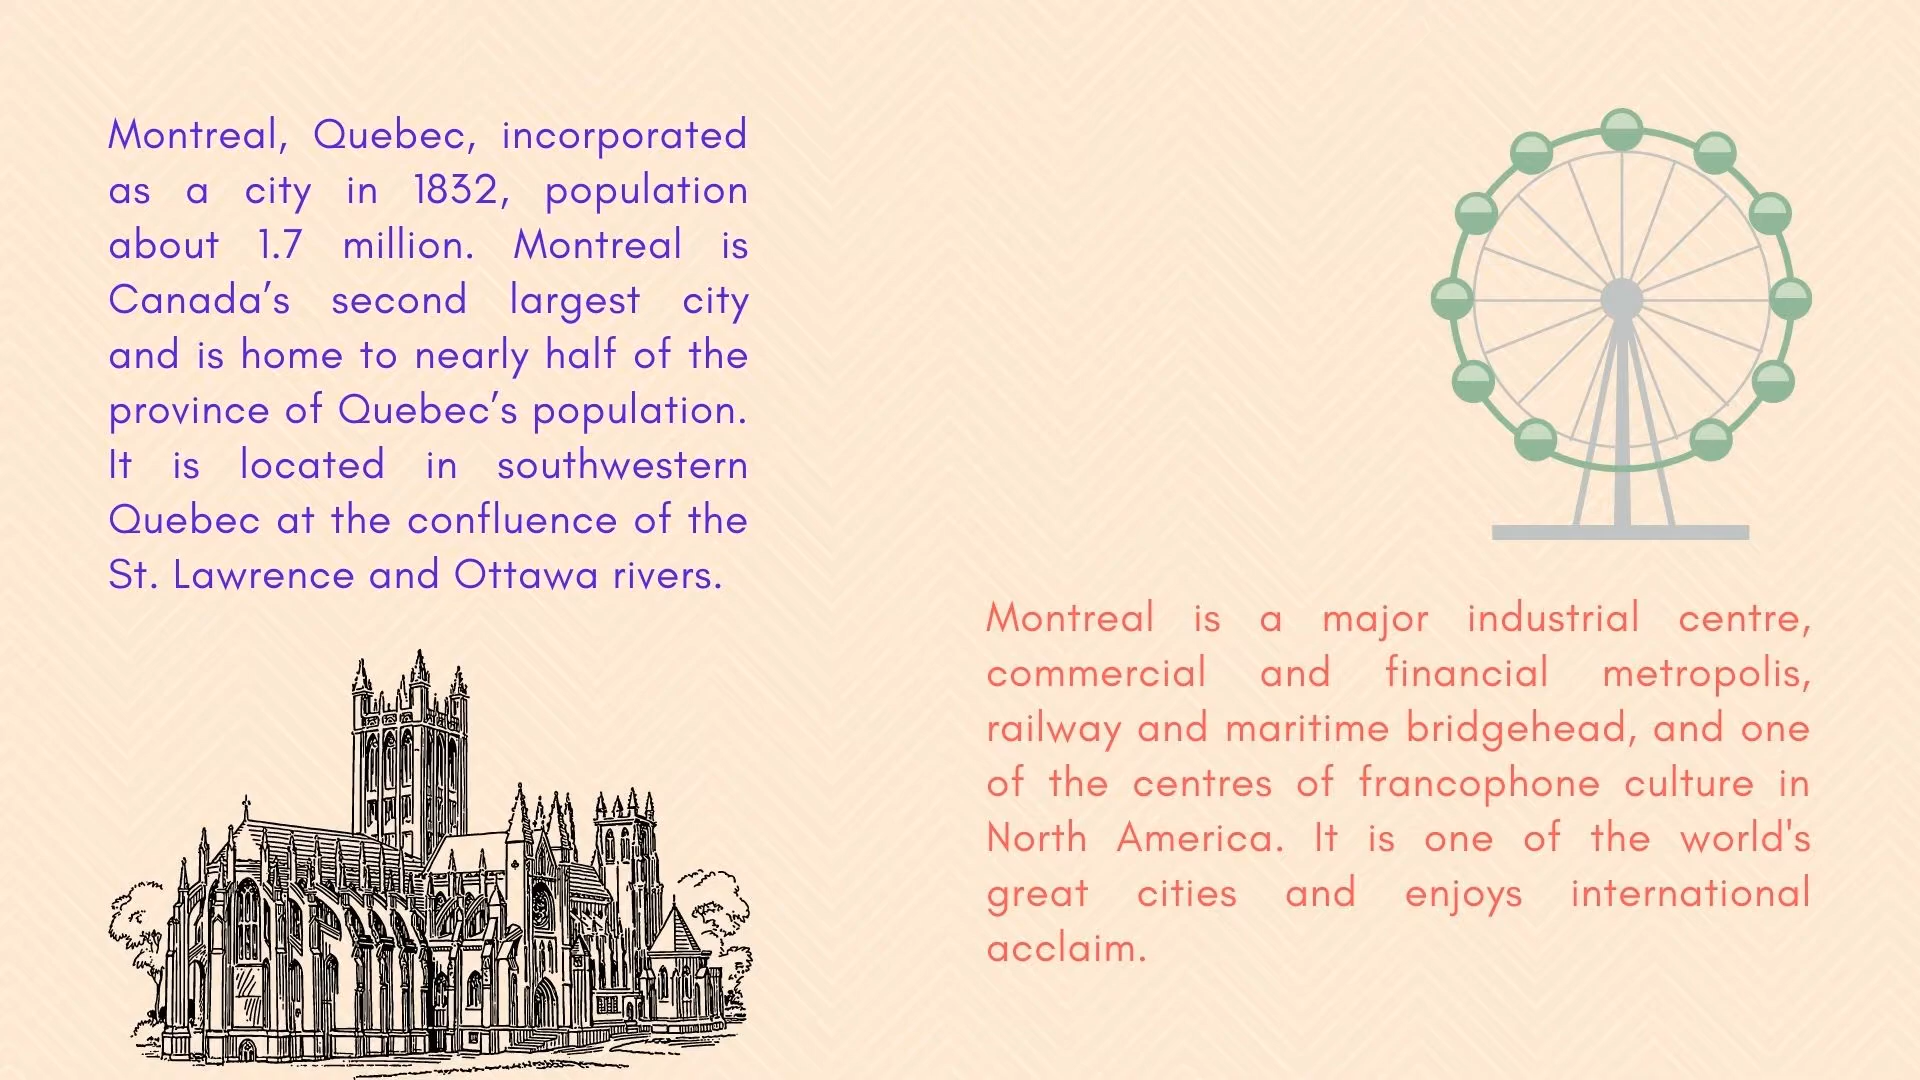 Montreal, Quebec, incorporated
as a city in 1832, population
about 1.7 million. Montreal is
Canada’s second largest city
and is home to nearly half of the
province of Quebec’s population.
It is located in southwestern
Quebec at the confluence of the
St. Lawrence and Ottawa rivers.
Montreal is a major industrial centre,
commercial and financial metropolis,
railway and maritime bridgehead, and one
of the centres of francophone culture in
North America. It is one of the world's
great cities and enjoys international
acclaim.